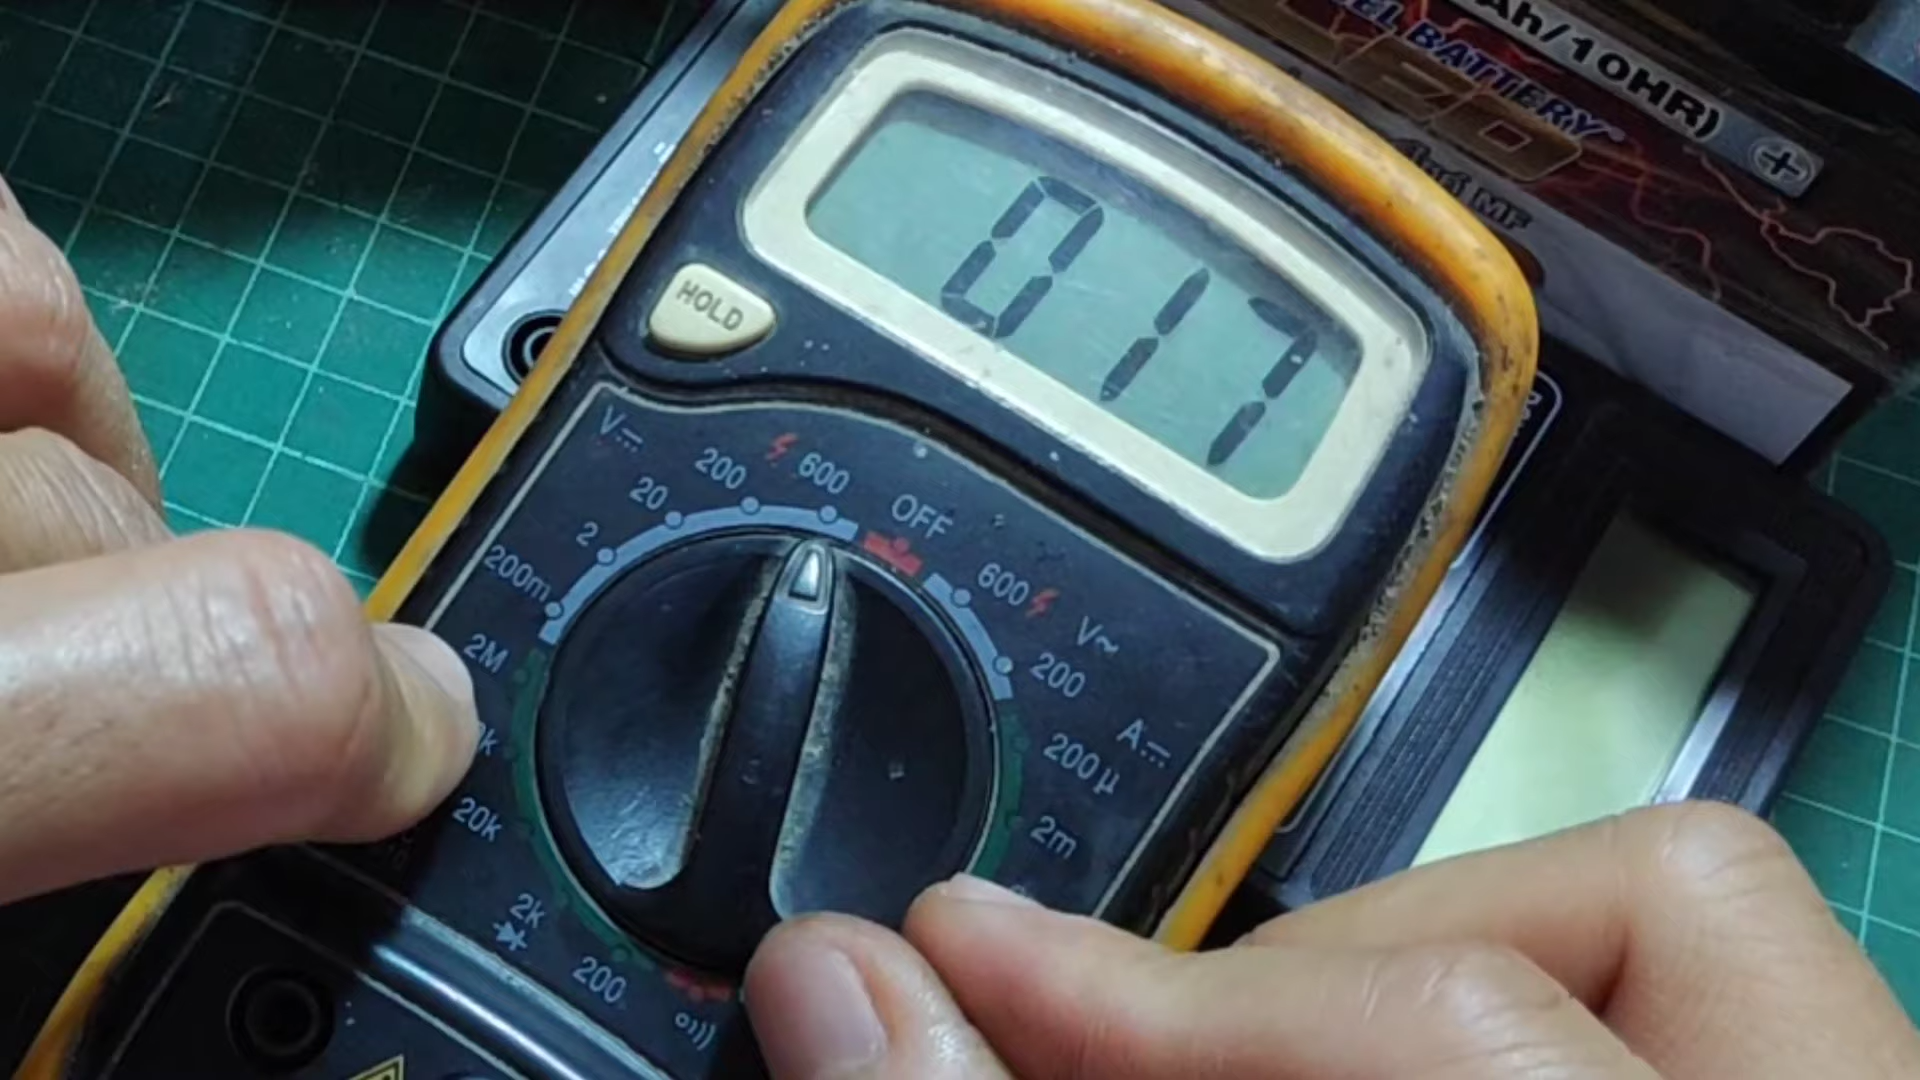 Ah/10HR)
GEL BATTERY
+
MF
017
HOLD
V
200m
2
20
200
600
OFF
600
V~
200
A
200µ
2m
2M
20k
2k
200